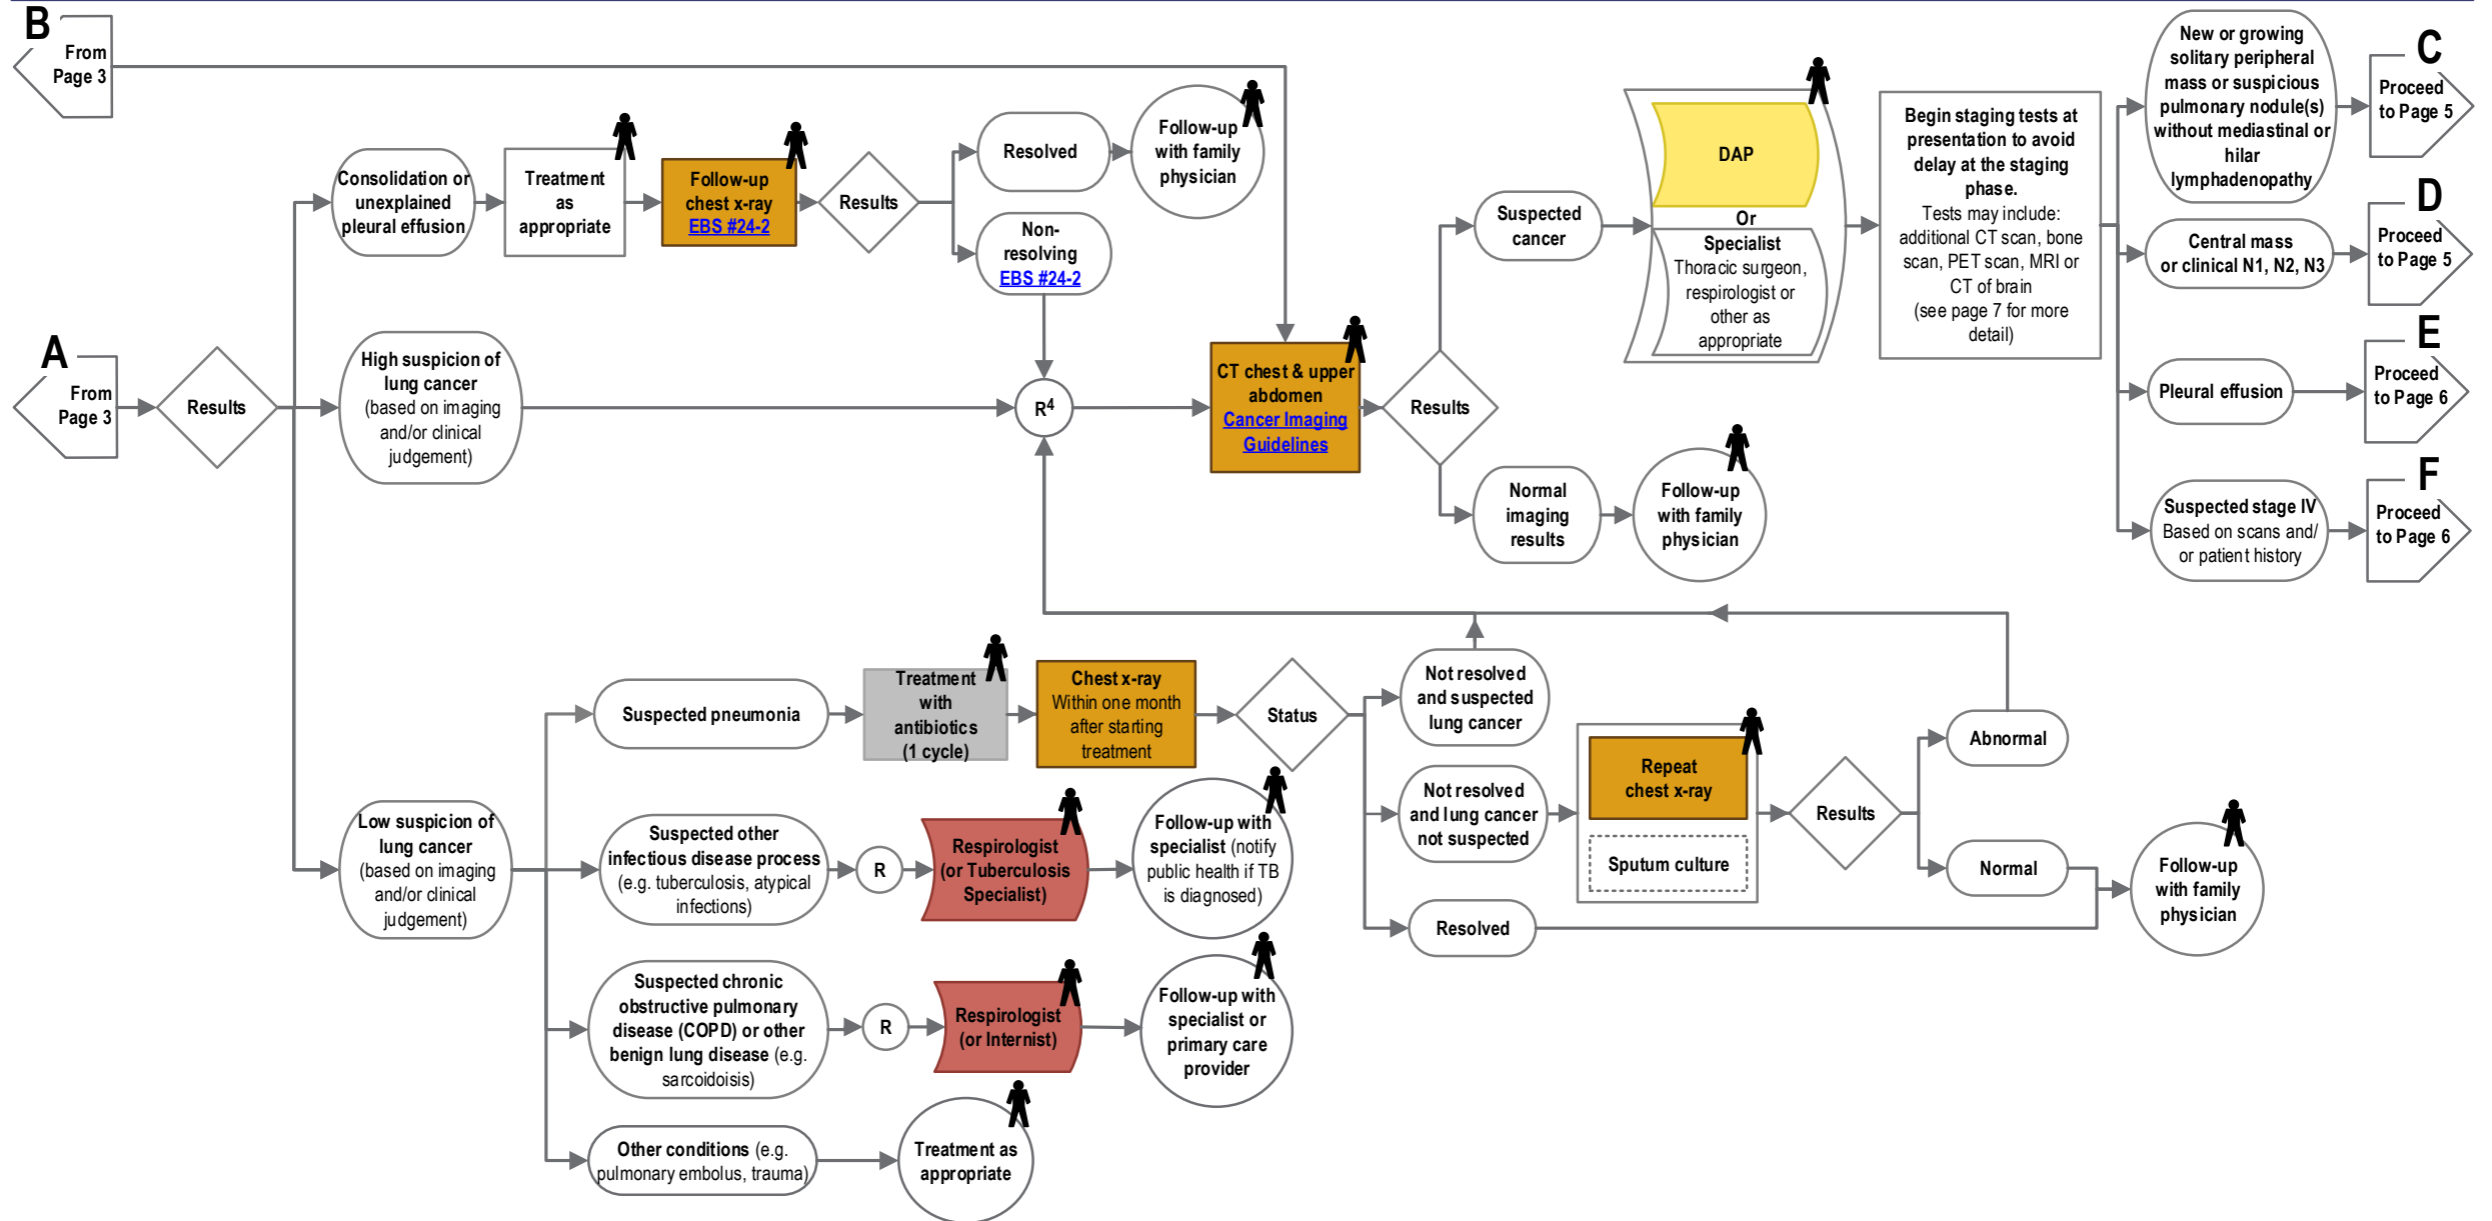 B
From
Page 3
A
From
Page 3
Results
Consolidation or
unexplained
pleural effusion
Treatment
as
appropriate
Follow-up
chest x-ray
EBS #24-2
Results
Resolved
Follow-up
with family
physician
Non-
resolving
EBS #24-2
High suspicion of
lung cancer
(based on imaging
and/or clinical
judgement)
R4
CT chest & upper
abdomen
Cancer Imaging
Guidelines
Results
Suspected
cancer
DAP
Or
Specialist
Thoracic surgeon,
respirologist or
other as
appropriate
Begin staging tests at
presentation to avoid
delay at the staging
phase.
Tests may include:
additional CT scan, bone
scan, PET scan, MRI or
CT of brain
(see page 7 for more
detail)
New or growing
solitary peripheral
mass or suspicious
pulmonary nodule(s)
without mediastinal or
hilar
lymphadenopathy
C
Proceed
to Page 5
Central mass
or clinical N1, N2, N3
D
Proceed
to Page 5
Pleural effusion
E
Proceed
to Page 6
Suspected stage IV
Based on scans and/
or patient history
F
Proceed
to Page 6
Normal
imaging
results
Follow-up
with family
physician
Low suspicion of
lung cancer
(based on imaging
and/or clinical
judgement)
Suspected pneumonia
Treatment
with
antibiotics
(1 cycle)
Chest x-ray
Within one month
after starting
treatment
Status
Not resolved
and suspected
lung cancer
Not resolved
and lung cancer
not suspected
Repeat
chest x-ray
Sputum culture
Results
Abnormal
Normal
Resolved
Follow-up
with family
physician
Suspected other
infectious disease process
(e.g. tuberculosis, atypical
infections)
R
Respirologist
(or Tuberculosis
Specialist)
Follow-up with
specialist (notify
public health if TB
is diagnosed)
Suspected chronic
obstructive pulmonary
disease (COPD) or other
benign lung disease (e.g.
sarcoidoisis)
R
Respirologist
(or Internist)
Follow-up with
specialist or
primary care
provider
Other conditions (e.g.
pulmonary embolus, trauma)
Treatment as
appropriate